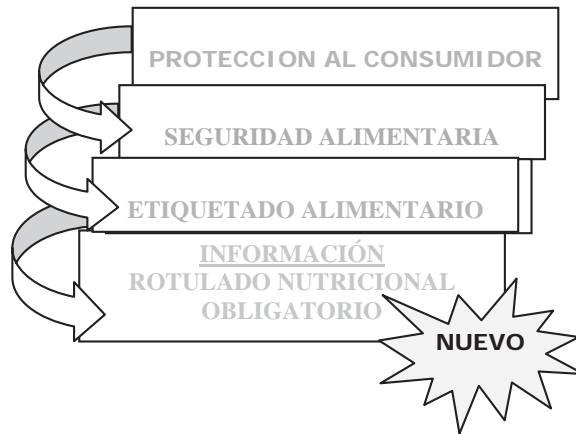 PROTECCION AL CONSUMIDOR
SEGURIDAD ALIMENTARIA
ETIQUETADO ALIMENTARIO
INFORMACIÓN
ROTULADO NUTRICIONAL
OBLIGATORIO
NUEVO